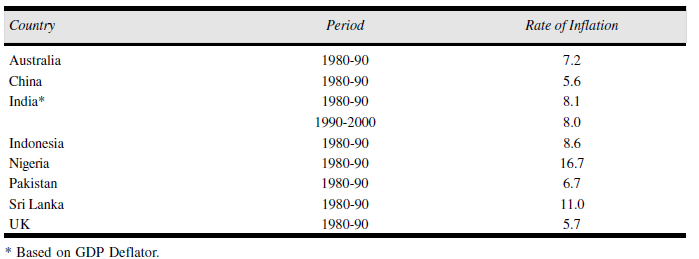 Country Period Rate of Inflation
Australia 1980-90 7.2
China 1980-90 5.6
India* 1980-90 8.1
1990-2000 8.0
Indonesia 1980-90 8.6
Nigeria 1980-90 16.7
Pakistan 1980-90 6.7
Sri Lanka 1980-90 11.0
UK 1980-90 5.7
* Based on GDP Deflator.